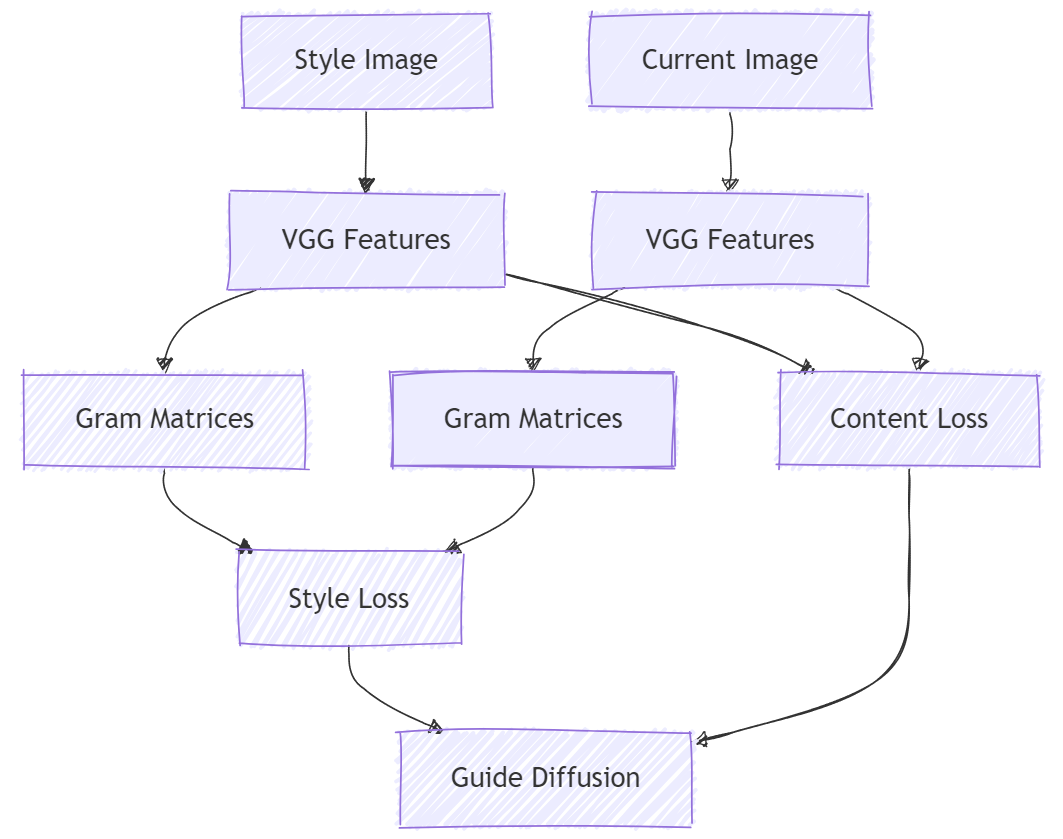 Style Image
Current Image
VGG Features
VGG Features
Gram Matrices
Gram Matrices
Content Loss
Style Loss
Guide Diffusion